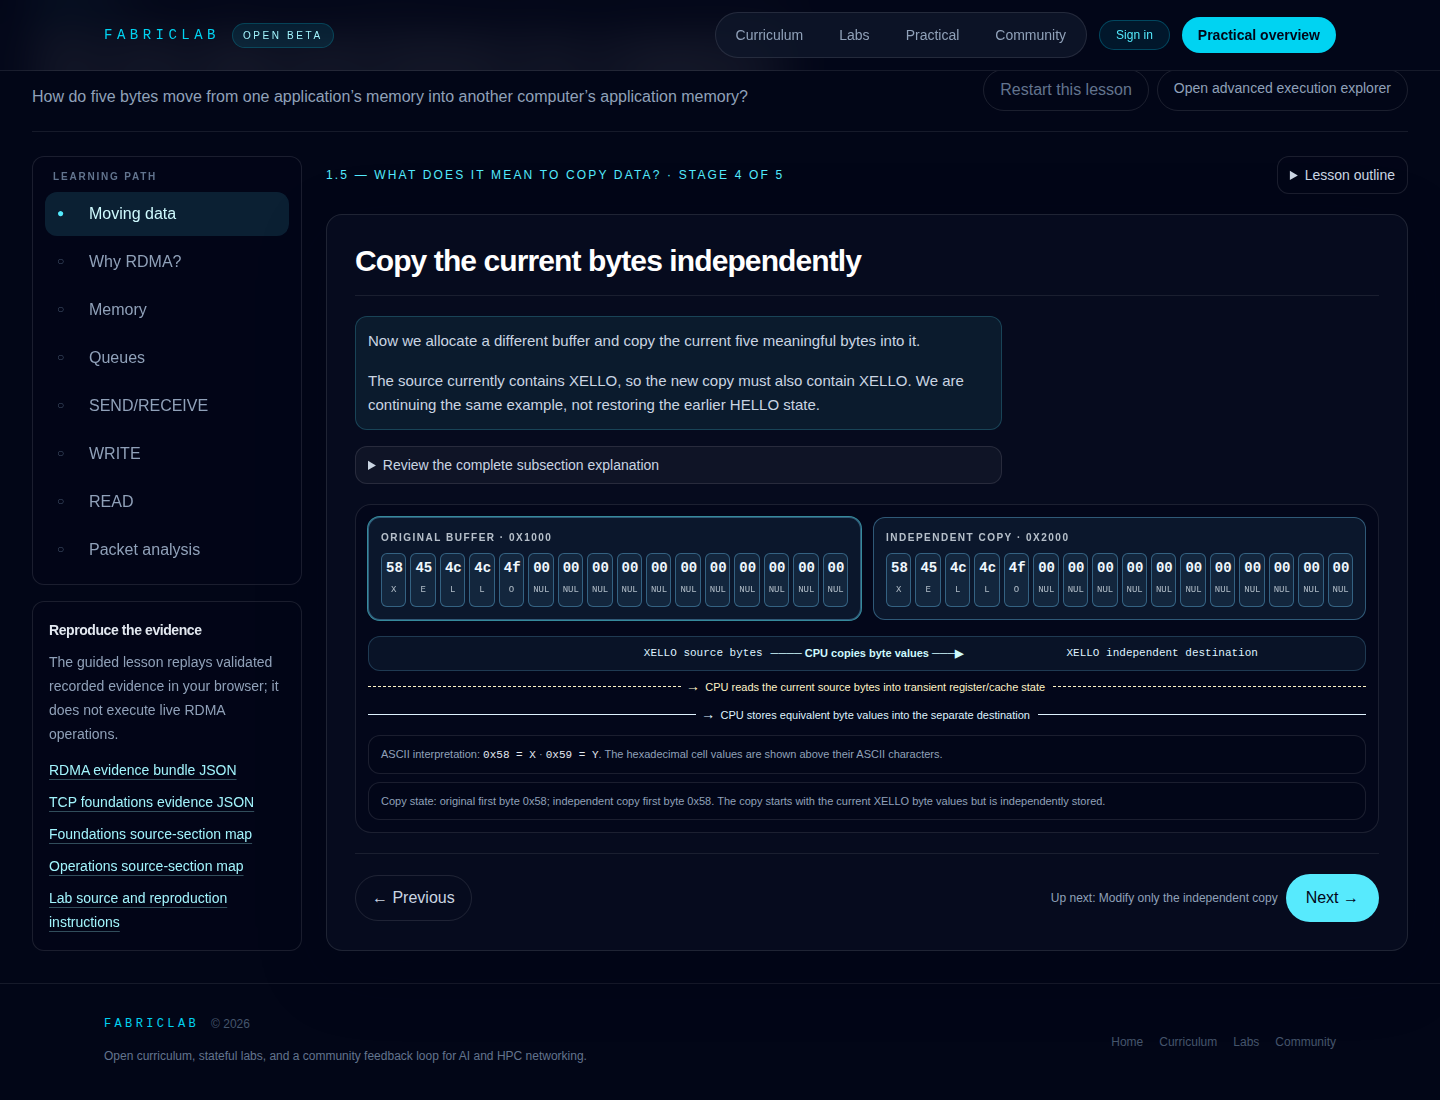 FABRICLAB OPEN BETA Curriculum Labs Practical Community Sign in Practical overview
How do five bytes move from one application’s memory into another computer’s application memory? Restart this lesson Open advanced execution explorer
LEARNING PATH
Moving data
Why RDMA?
Memory
Queues
SEND/RECEIVE
WRITE
READ
Packet analysis
Reproduce the evidence
The guided lesson replays validated
recorded evidence in your browser; it
does not execute live RDMA
operations.
RDMA evidence bundle JSON
TCP foundations evidence JSON
Foundations source-section map
Operations source-section map
Lab source and reproduction
instructions
1.5 — WHAT DOES IT MEAN TO COPY DATA? · STAGE 4 OF 5
▶ Lesson outline
Copy the current bytes independently
Now we allocate a different buffer and copy the current five meaningful bytes into it.
The source currently contains XELLO, so the new copy must also contain XELLO. We are
continuing the same example, not restoring the earlier HELLO state.
▶ Review the complete subsection explanation
ORIGINAL BUFFER · 0X1000
58 45 4c 4c 4f 00 00 00 00 00 00 00 00 00 00 00
X E L L O NUL NUL NUL NUL NUL NUL NUL NUL NUL NUL NUL
INDEPENDENT COPY · 0X2000
58 45 4c 4c 4f 00 00 00 00 00 00 00 00 00 00 00
X E L L O NUL NUL NUL NUL NUL NUL NUL NUL NUL NUL NUL
XELLO source bytes ——— CPU copies byte values ——▶ XELLO independent destination
→ CPU reads the current source bytes into transient register/cache state
→ CPU stores equivalent byte values into the separate destination
ASCII interpretation: 0x58 = X · 0x59 = Y. The hexadecimal cell values are shown above their ASCII characters.
Copy state: original first byte 0x58; independent copy first byte 0x58. The copy starts with the current XELLO byte values but is independently stored.
← Previous
Up next: Modify only the independent copy
Next →
FABRICLAB © 2026
Open curriculum, stateful labs, and a community feedback loop for AI and HPC networking.
Home Curriculum Labs Community